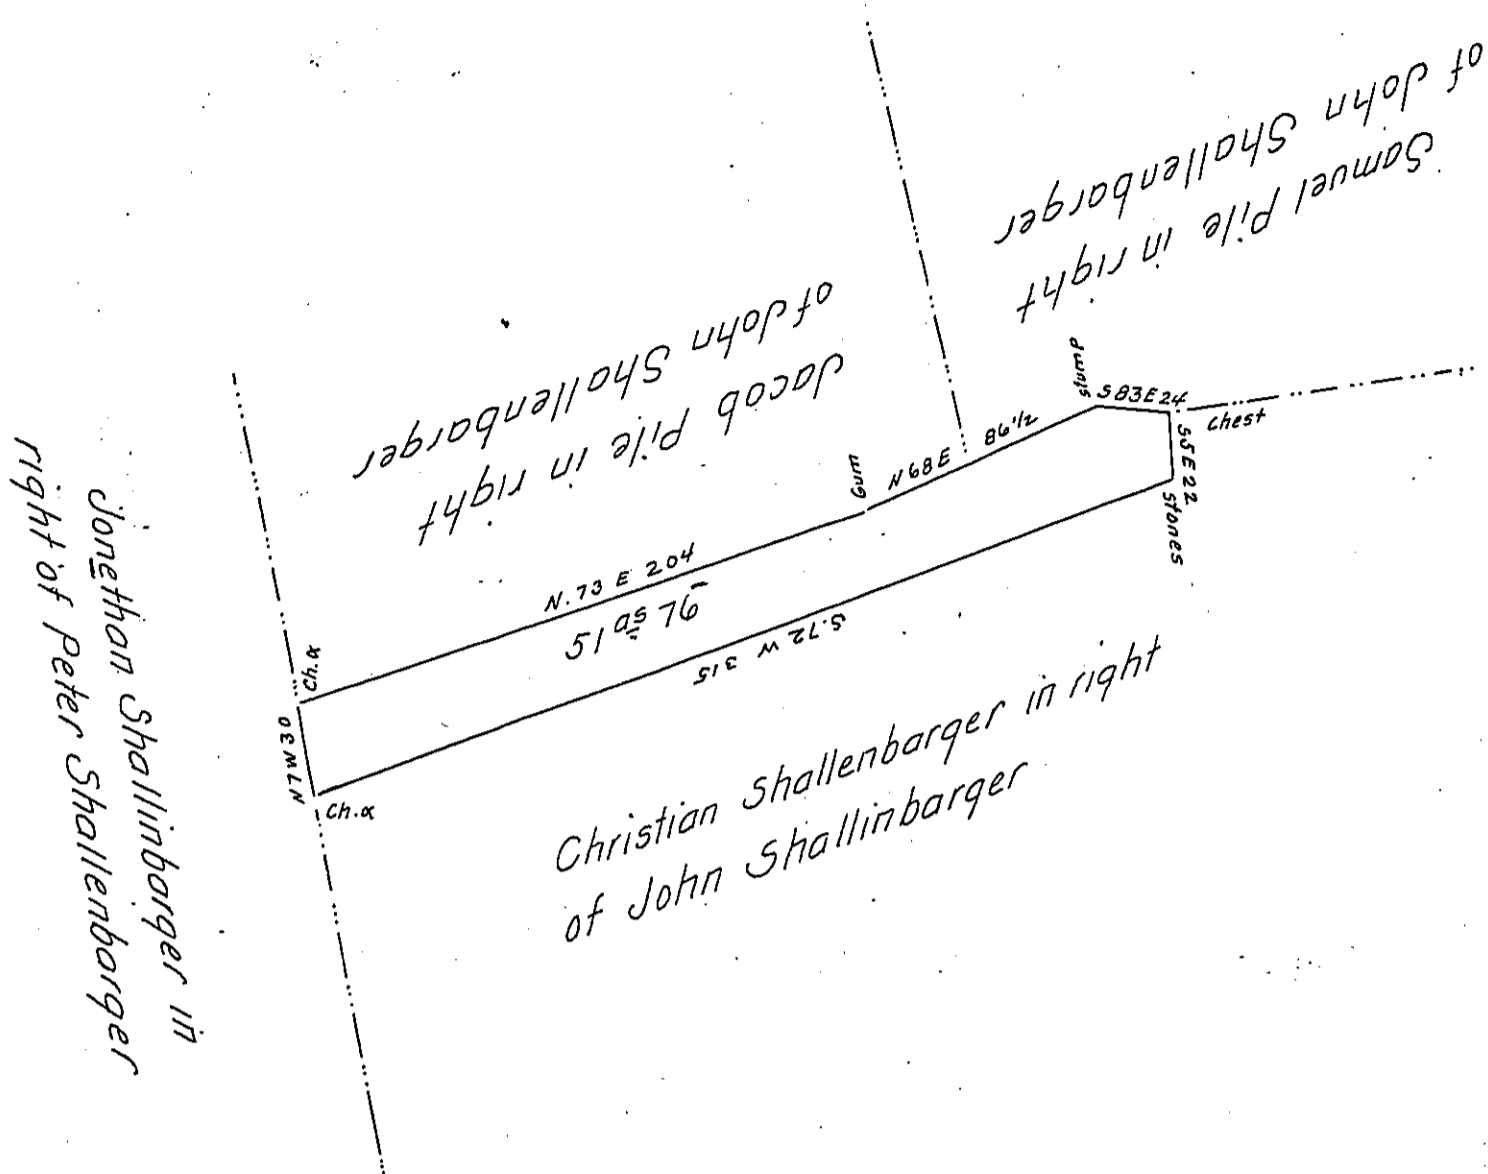 of John Shallenbarger
Samuel Pile in right
of John Shallenbarger
Jacob Pile in right
stump
S83E24
Chest
S5E22
stones
N68E 86 1/2
Gum
N.73 E 204
51 as 76
S.72 W 315
Ch.α
N7W30
Ch.α
Jonethan Shallinbarger in
right of Peter Shallenbarger
Christian Shallenbarger in right
of John Shallinbarger